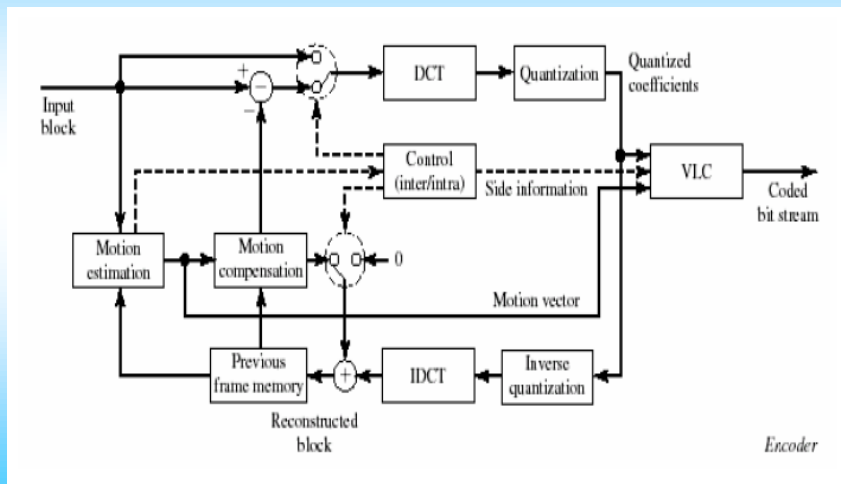 +
−
−
DCT
Quantization
Quantized
coefficients
Input
block
Control
(inter/intra)
Side information
VLC
Coded
bit stream
Motion
estimation
Motion
compensation
0
Motion vector
Previous
frame memory
+
IDCT
Inverse
quantization
Reconstructed
block
Encoder